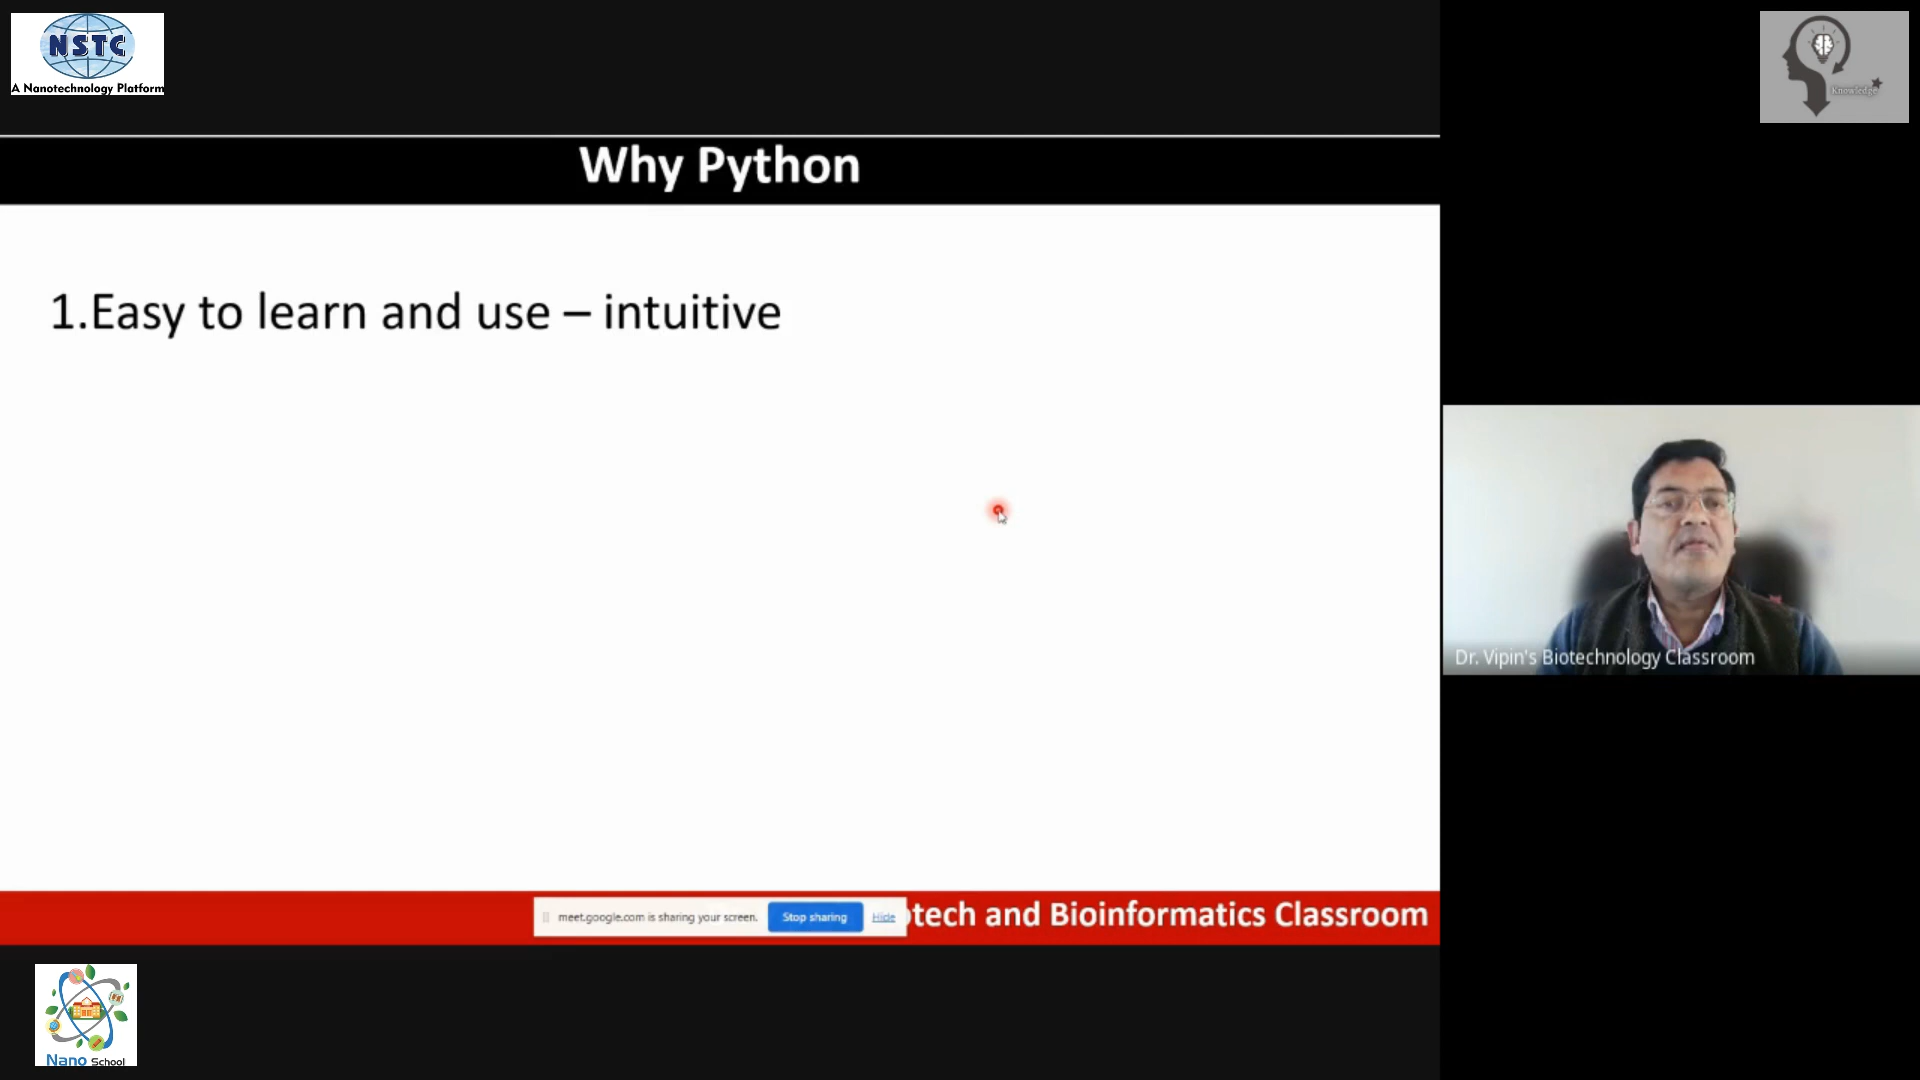 NSTC
A Nanotechnology Platform
Knowledge
Why Python
1.Easy to learn and use – intuitive
Dr. Vipin's Biotechnology Classroom
meet.google.com is sharing your screen.
Stop sharing
Hide
tech and Bioinformatics Classroom
Nano School